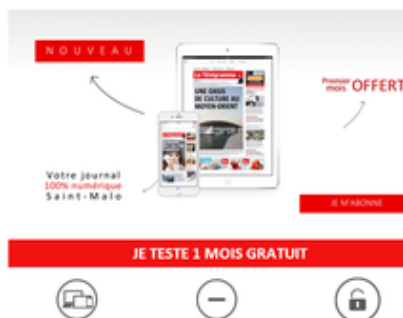 NOUVEAU
Le Télégramme
UNE OASIS
DE CULTURE AU
MOYEN-ORIENT
Premier
mois OFFERT
Votre journal
100% numérique
Saint-Malo
JE M'ABONNE
JE TESTE 1 MOIS GRATUIT